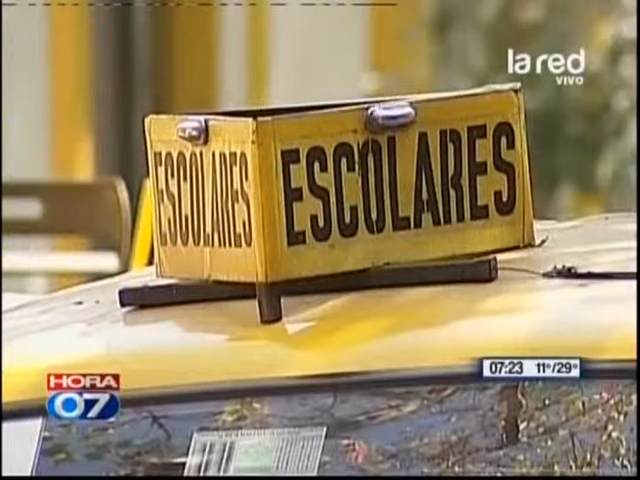 la red
VIVO
ESCOLARES
ESCOLARES
07:23 11°/29°
HORA
07